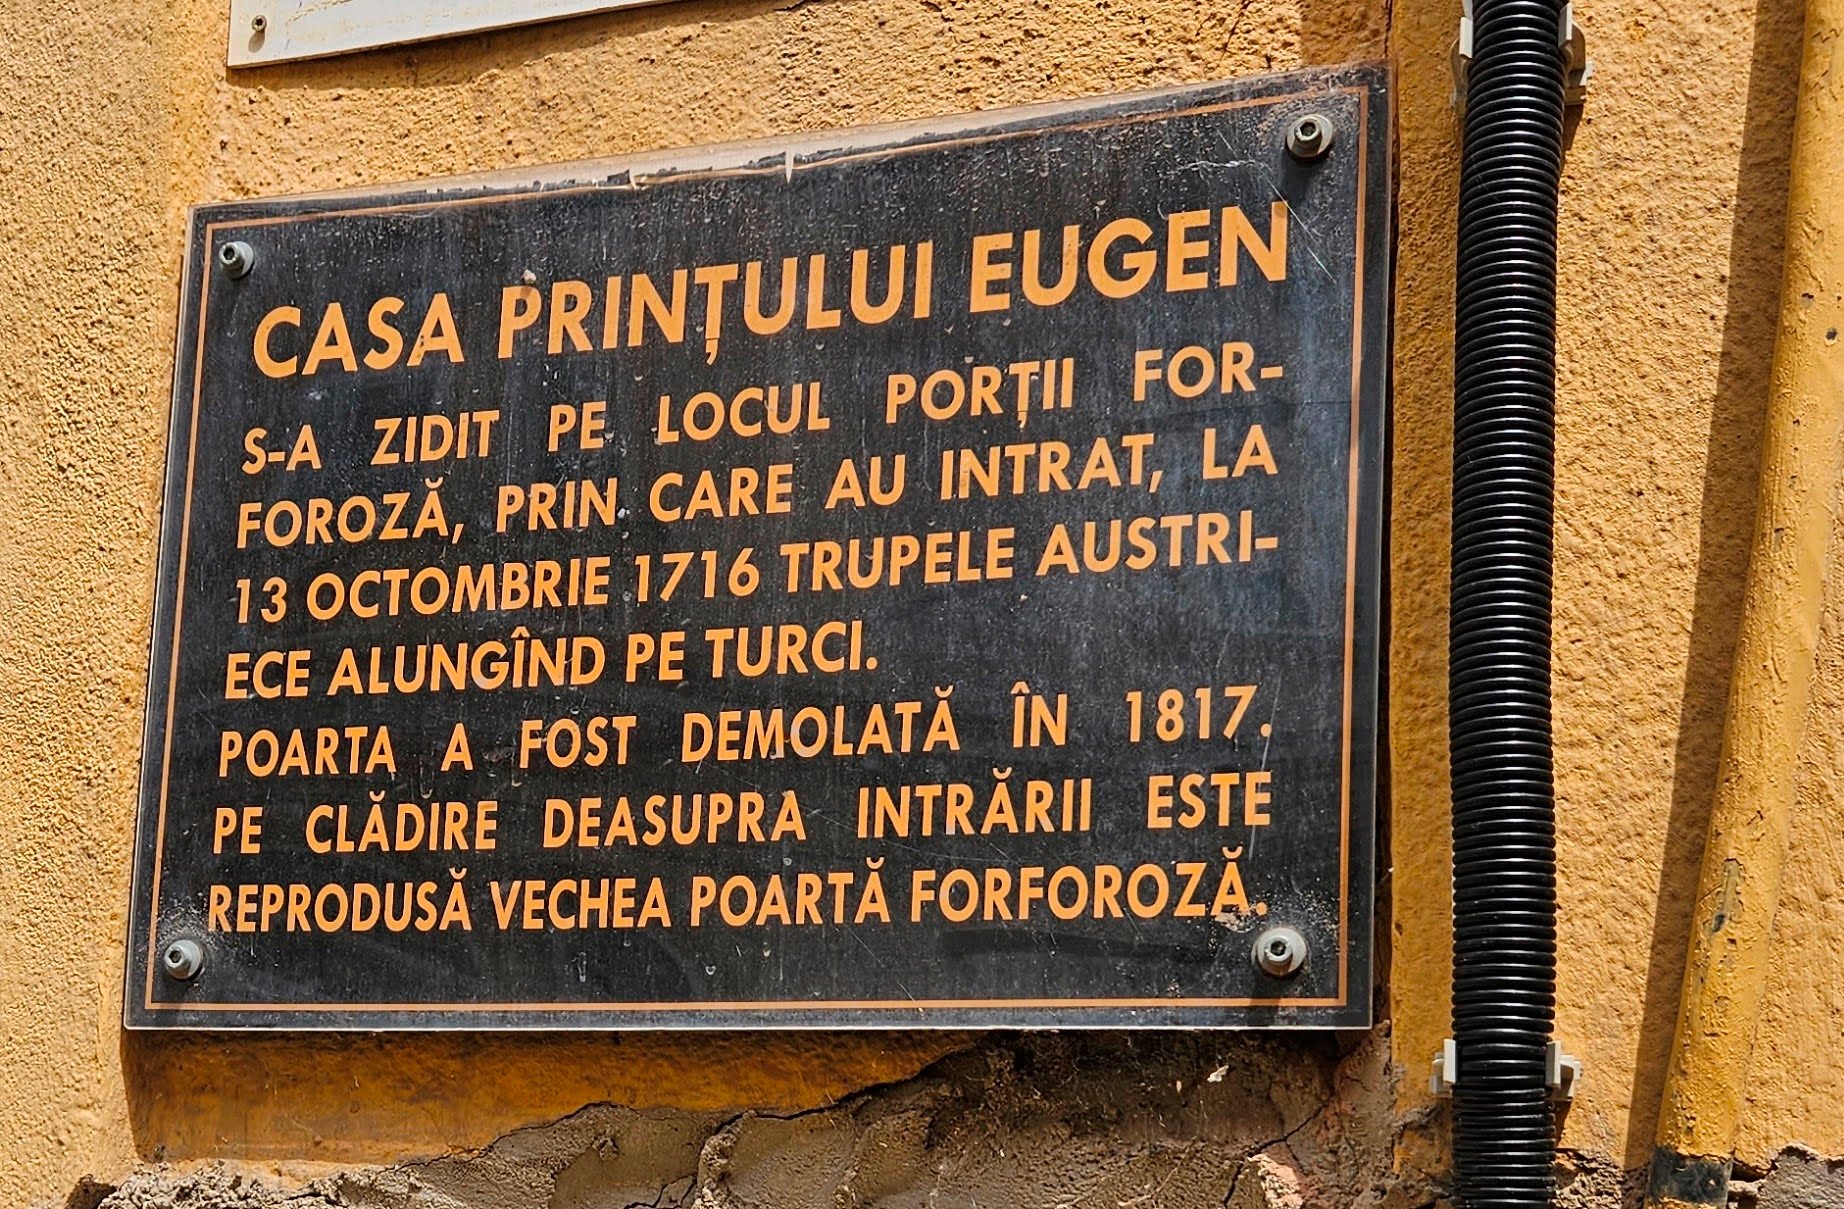 CASA PRINȚULUI EUGEN
S-A ZIDIT PE LOCUL PORȚII FOR-
FOROZĂ, PRIN CARE AU INTRAT, LA
13 OCTOMBRIE 1716 TRUPELE AUSTRI-
ECE ALUNGÎND PE TURCI.
POARTA A FOST DEMOLATĂ ÎN 1817.
PE CLĂDIRE DEASUPRA INTRĂRII ESTE
REPRODUSĂ VECHEA POARTĂ FORFOROZĂ.